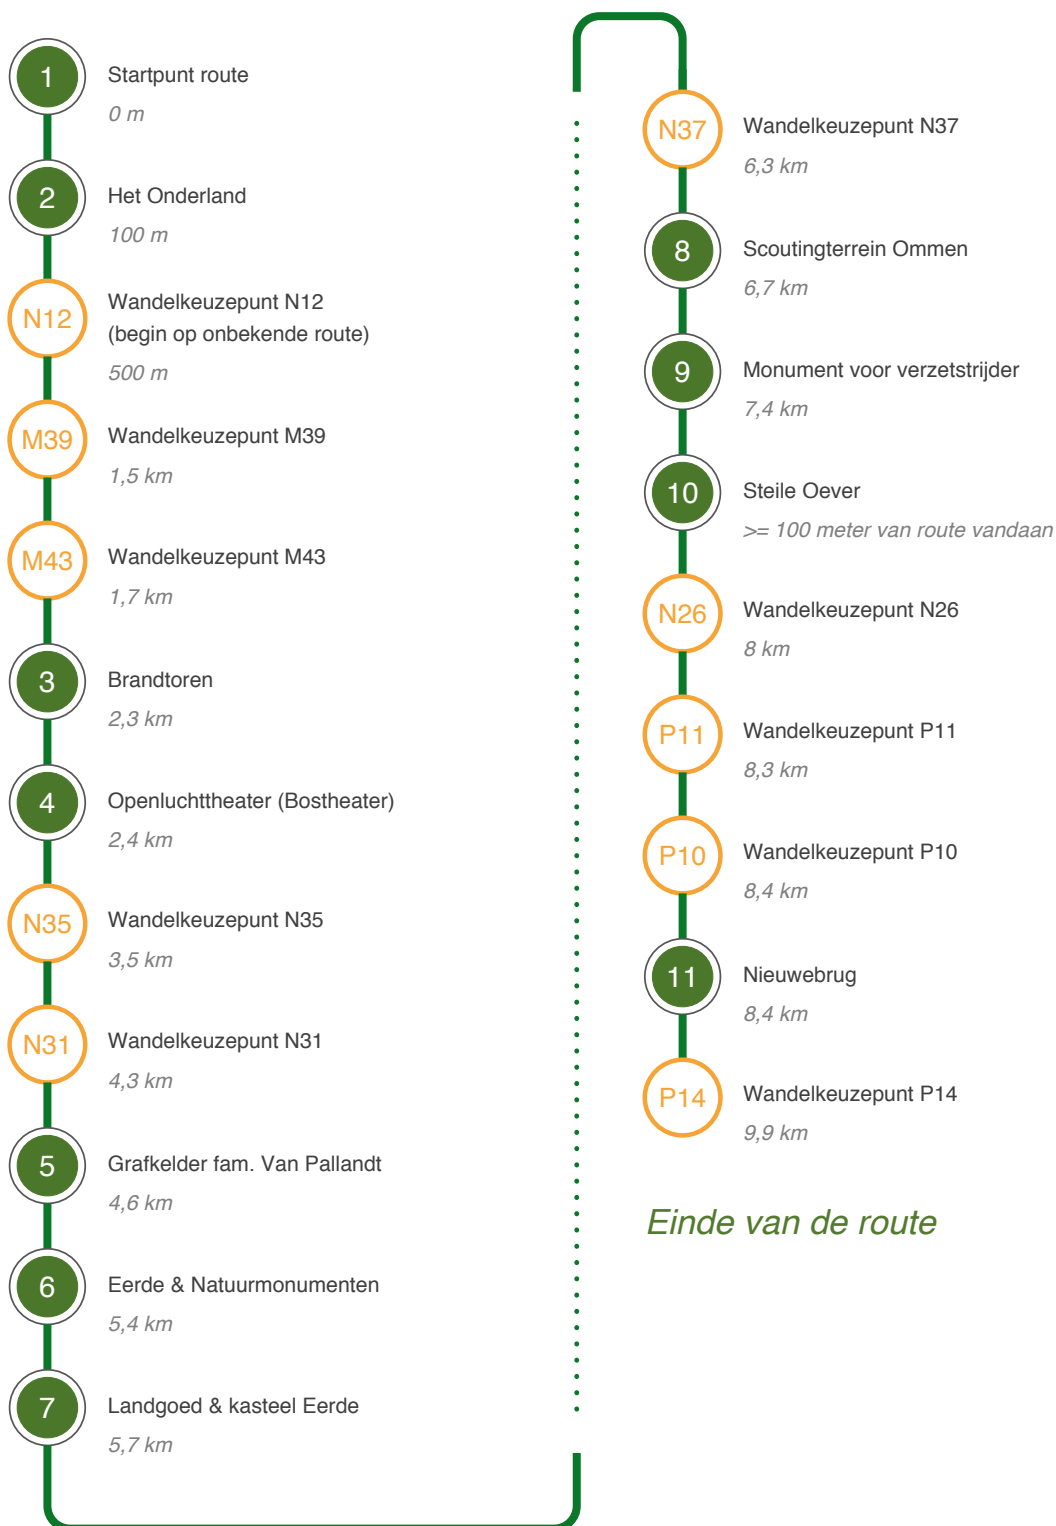 1
Startpunt route
0 m
2
Het Onderland
100 m
N12
Wandelkeuzepunt N12
(begin op onbekende route)
500 m
M39
Wandelkeuzepunt M39
1,5 km
M43
Wandelkeuzepunt M43
1,7 km
3
Brandtoren
2,3 km
4
Openluchttheater (Bostheater)
2,4 km
N35
Wandelkeuzepunt N35
3,5 km
N31
Wandelkeuzepunt N31
4,3 km
5
Grafkelder fam. Van Pallandt
4,6 km
6
Eerde & Natuurmonumenten
5,4 km
7
Landgoed & kasteel Eerde
5,7 km
N37
Wandelkeuzepunt N37
6,3 km
8
Scoutingterrein Ommen
6,7 km
9
Monument voor verzetstrijder
7,4 km
10
Steile Oever
>= 100 meter van route vandaan
N26
Wandelkeuzepunt N26
8 km
P11
Wandelkeuzepunt P11
8,3 km
P10
Wandelkeuzepunt P10
8,4 km
11
Nieuwebrug
8,4 km
P14
Wandelkeuzepunt P14
9,9 km
Einde van de route